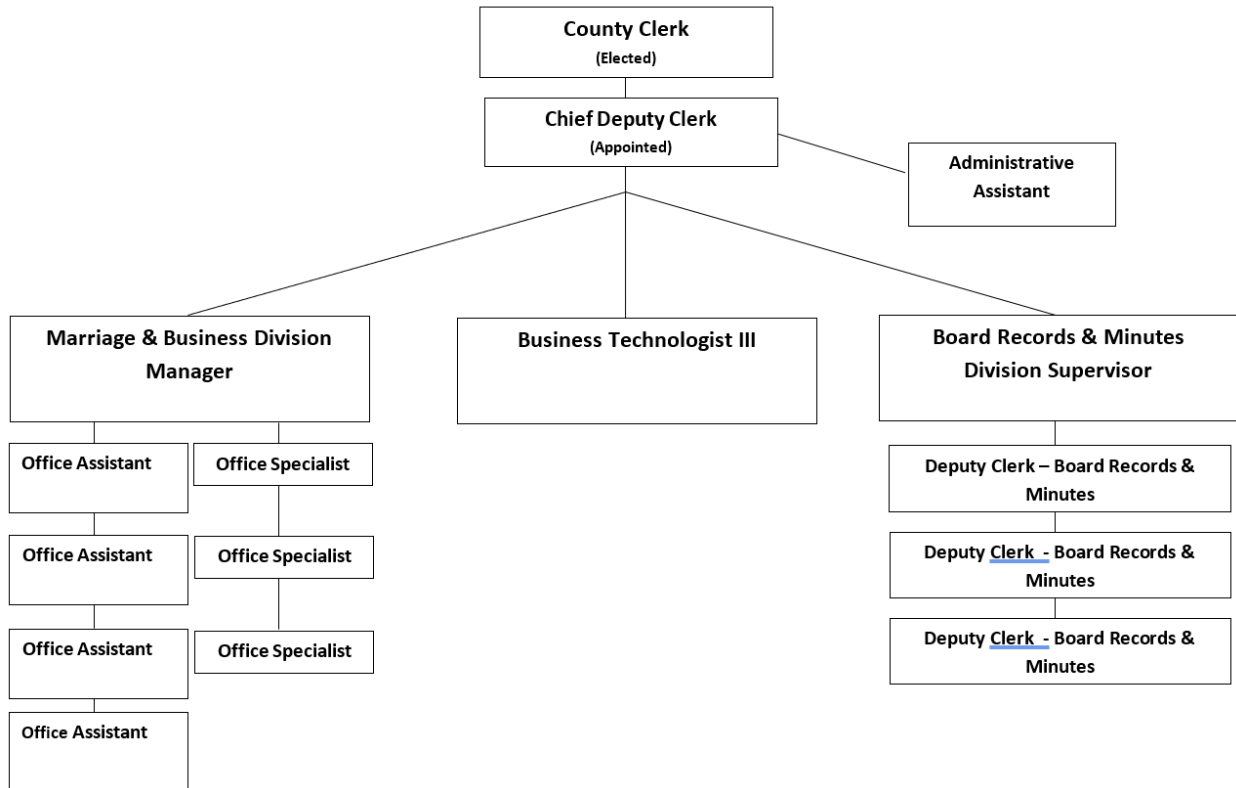 County Clerk
(Elected)
Chief Deputy Clerk
(Appointed)
Administrative
Assistant
Marriage & Business Division
Manager
Business Technologist III
Board Records & Minutes
Division Supervisor
Office Assistant
Office Specialist
Deputy Clerk – Board Records &
Minutes
Office Assistant
Office Specialist
Deputy Clerk - Board Records &
Minutes
Office Assistant
Office Specialist
Deputy Clerk - Board Records &
Minutes
Office Assistant